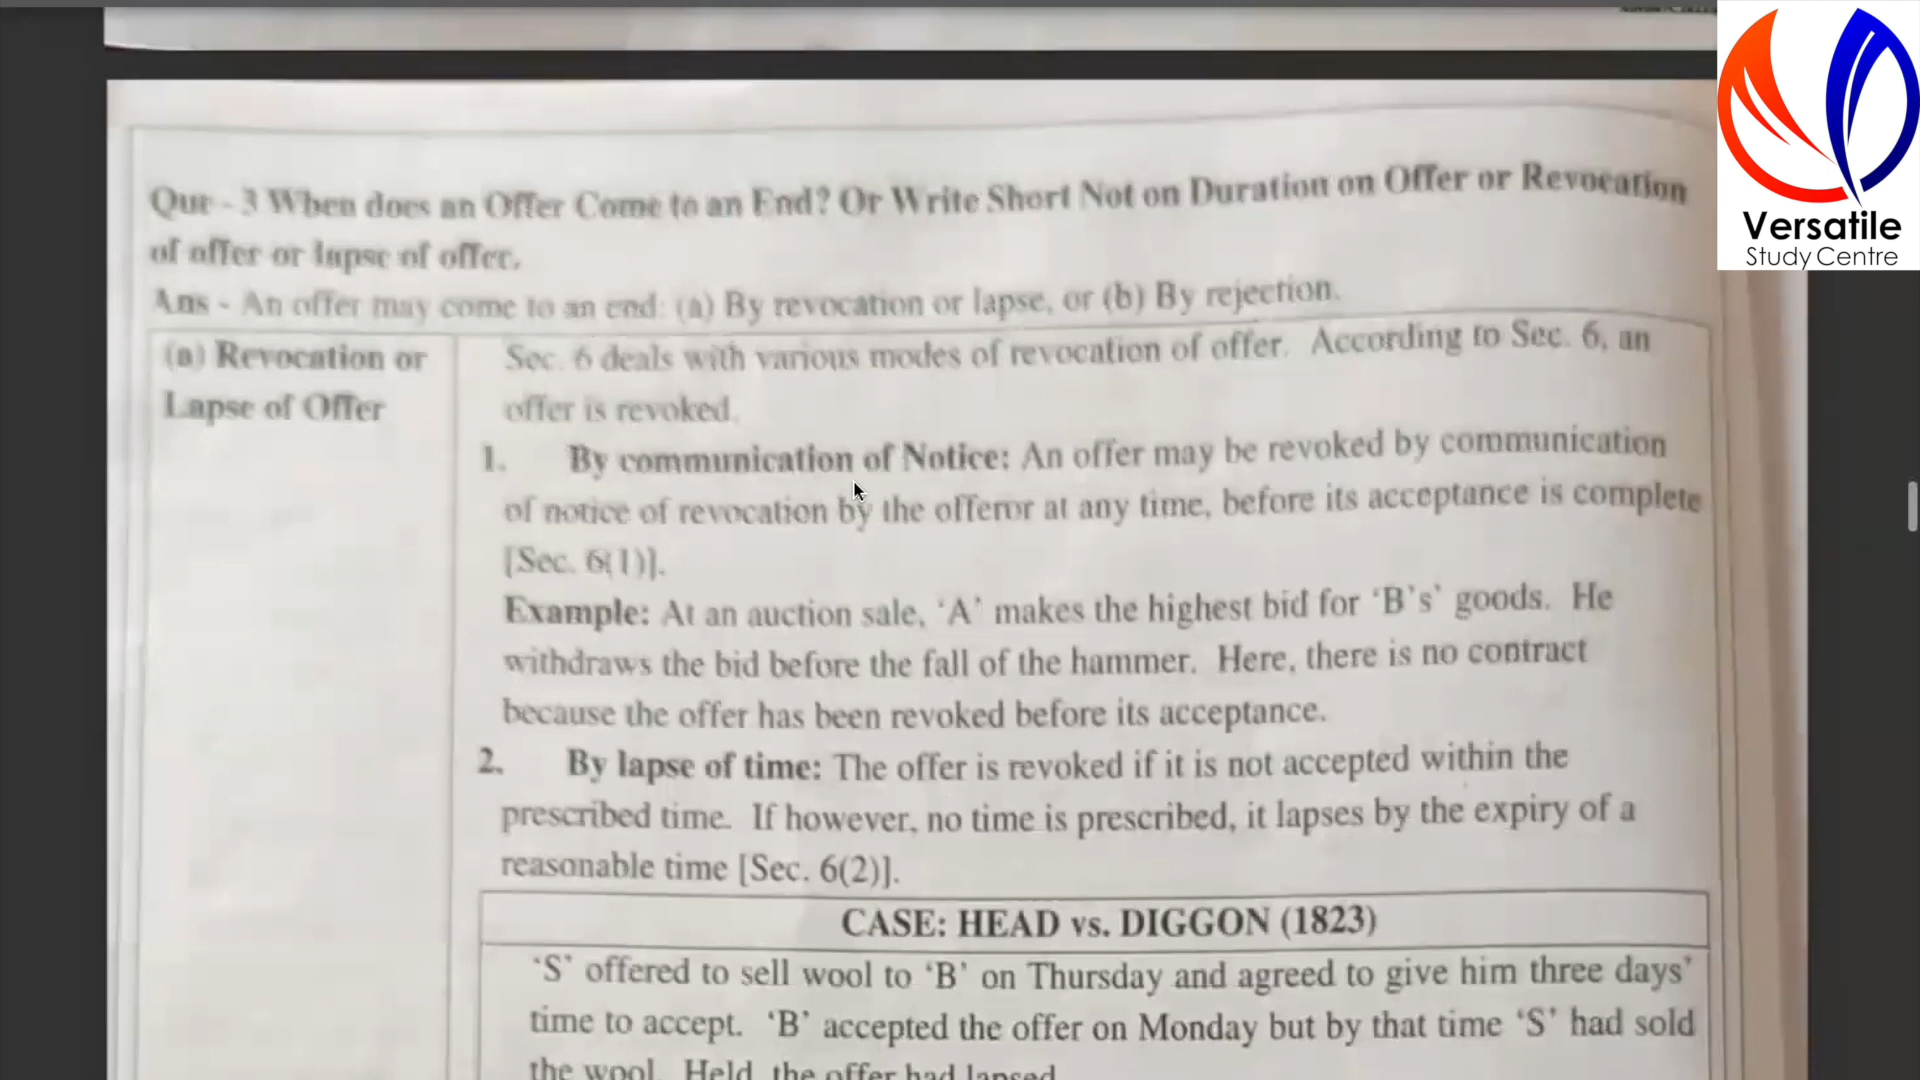 Versatile
Study Centre
Que - 3 When does an Offer Come to an End? Or Write Short Not on Duration on Offer or Revocation
of offer or lapse of offer.
Ans - An offer may come to an end: (a) By revocation or lapse, or (b) By rejection.
(a) Revocation or
Lapse of Offer
Sec. 6 deals with various modes of revocation of offer. According to Sec. 6, an
offer is revoked.
1. By communication of Notice: An offer may be revoked by communication
of notice of revocation by the offeror at any time, before its acceptance is complete
[Sec. 6(1)].
Example: At an auction sale, ‘A’ makes the highest bid for ‘B’s’ goods. He
withdraws the bid before the fall of the hammer. Here, there is no contract
because the offer has been revoked before its acceptance.
2. By lapse of time: The offer is revoked if it is not accepted within the
prescribed time. If however, no time is prescribed, it lapses by the expiry of a
reasonable time [Sec. 6(2)].
CASE: HEAD vs. DIGGON (1823)
‘S’ offered to sell wool to ‘B’ on Thursday and agreed to give him three days’
time to accept. ‘B’ accepted the offer on Monday but by that time ‘S’ had sold
the wool. Held, the offer had lapsed